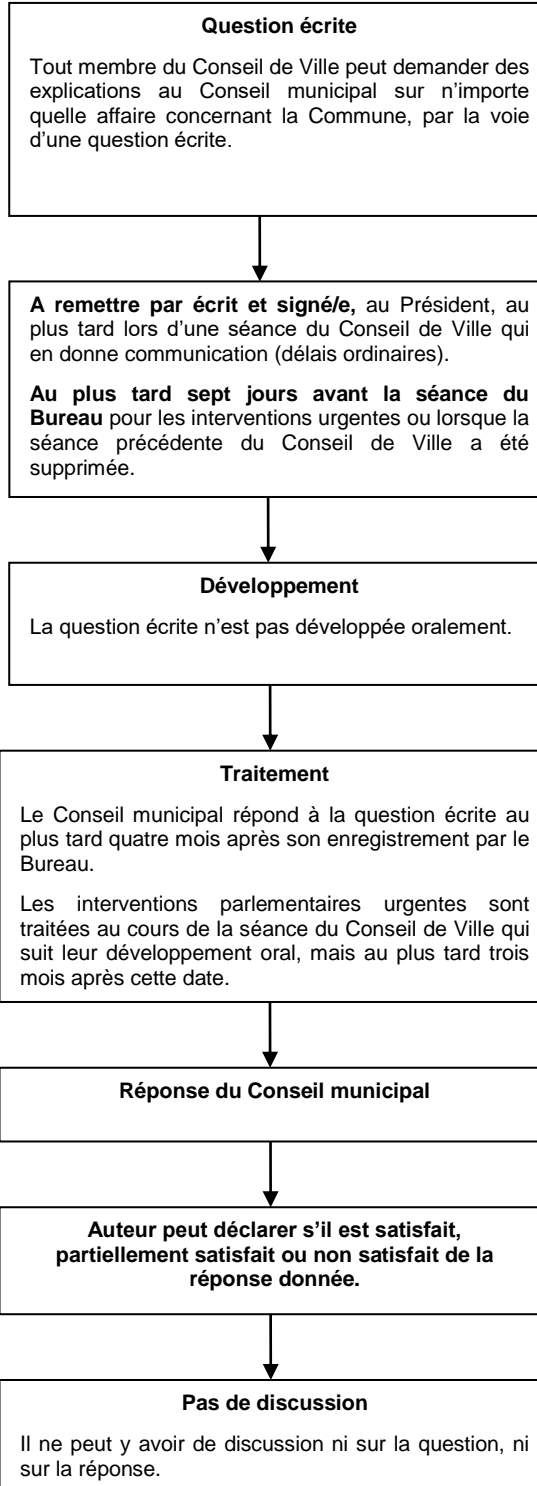 Question écrite
Tout membre du Conseil de Ville peut demander des
explications au Conseil municipal sur n’importe
quelle affaire concernant la Commune, par la voie
d’une question écrite.
A remettre par écrit et signé/e, au Président, au
plus tard lors d’une séance du Conseil de Ville qui
en donne communication (délais ordinaires).
Au plus tard sept jours avant la séance du
Bureau pour les interventions urgentes ou lorsque la
séance précédente du Conseil de Ville a été
supprimée.
Développement
La question écrite n’est pas développée oralement.
Traitement
Le Conseil municipal répond à la question écrite au
plus tard quatre mois après son enregistrement par le
Bureau.
Les interventions parlementaires urgentes sont
traitées au cours de la séance du Conseil de Ville qui
suit leur développement oral, mais au plus tard trois
mois après cette date.
Réponse du Conseil municipal
Auteur peut déclarer s’il est satisfait,
partiellement satisfait ou non satisfait de la
réponse donnée.
Pas de discussion
Il ne peut y avoir de discussion ni sur la question, ni
sur la réponse.